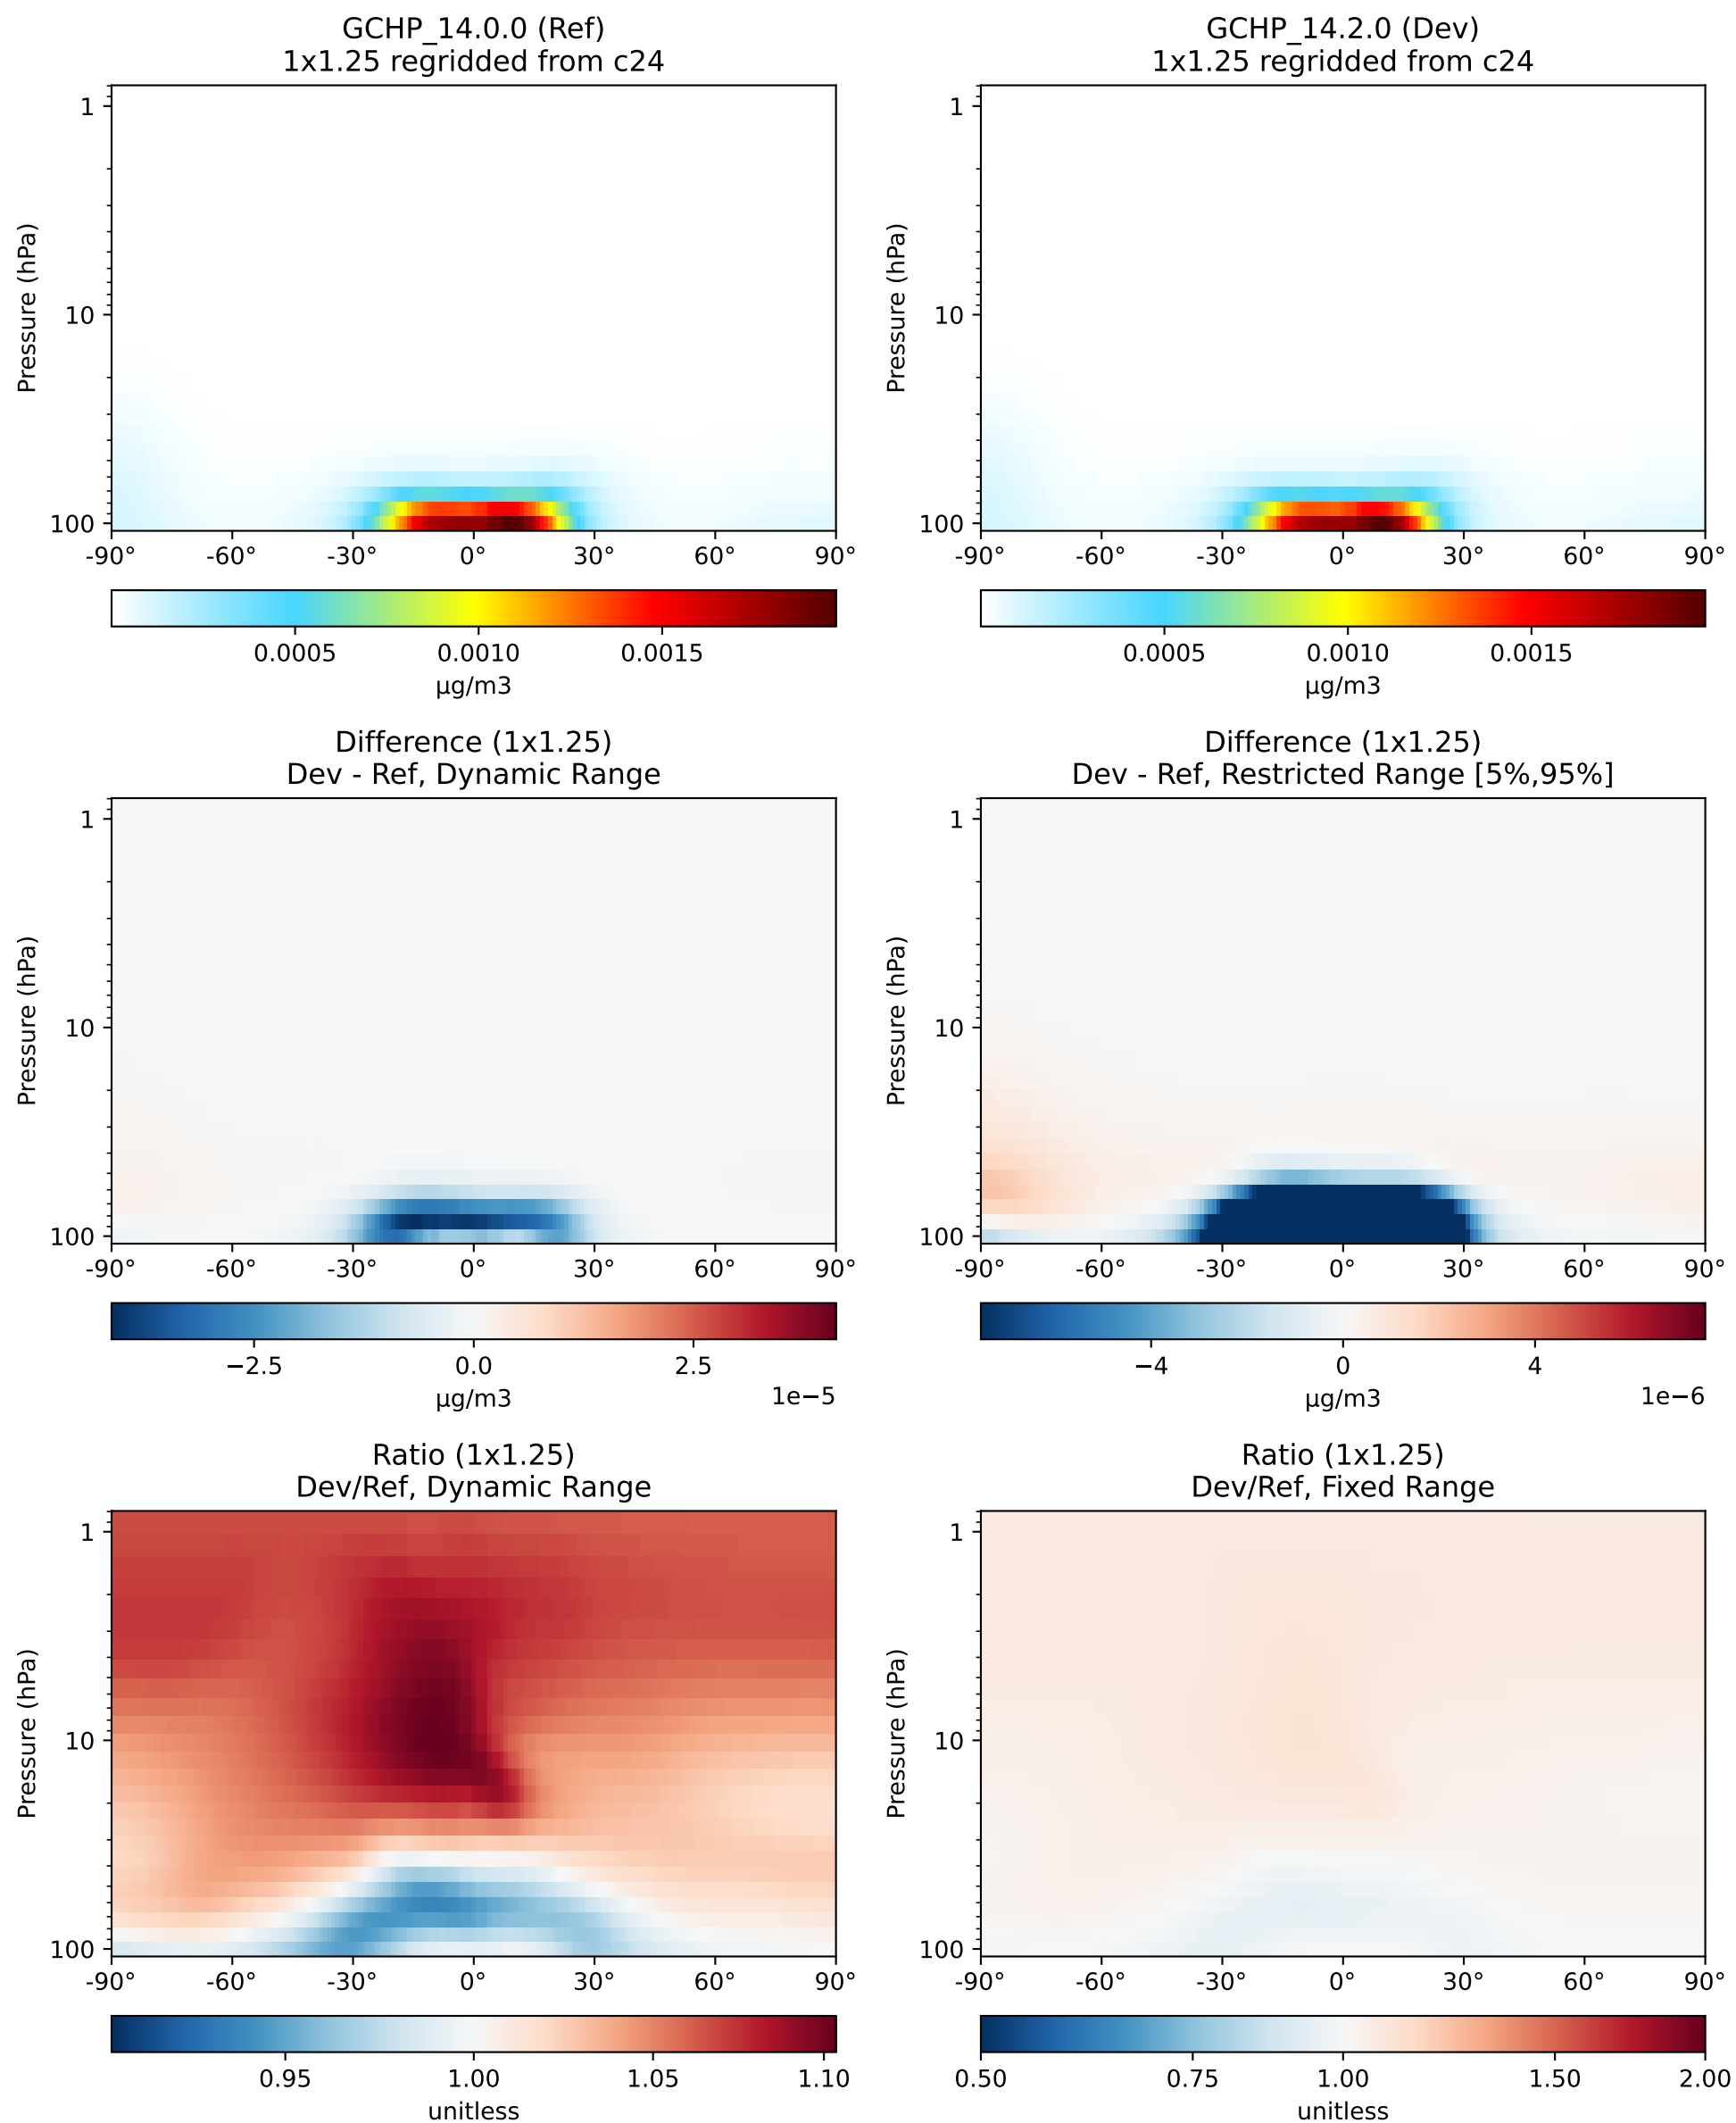 GCHP_14.0.0 (Ref)
1x1.25 regridded from c24
Pressure (hPa)
1
10
100
-90° -60° -30° 0° 30° 60° 90°
0.0005 0.0010 0.0015
μg/m3
GCHP_14.2.0 (Dev)
1x1.25 regridded from c24
Pressure (hPa)
1
10
100
-90° -60° -30° 0° 30° 60° 90°
0.0005 0.0010 0.0015
μg/m3
Difference (1x1.25)
Dev - Ref, Dynamic Range
Pressure (hPa)
1
10
100
-90° -60° -30° 0° 30° 60° 90°
−2.5 0.0 2.5
1e−5
μg/m3
Difference (1x1.25)
Dev - Ref, Restricted Range [5%,95%]
Pressure (hPa)
1
10
100
-90° -60° -30° 0° 30° 60° 90°
−4 0 4
1e−6
μg/m3
Ratio (1x1.25)
Dev/Ref, Dynamic Range
Pressure (hPa)
1
10
100
-90° -60° -30° 0° 30° 60° 90°
0.95 1.00 1.05 1.10
unitless
Ratio (1x1.25)
Dev/Ref, Fixed Range
Pressure (hPa)
1
10
100
-90° -60° -30° 0° 30° 60° 90°
0.50 0.75 1.00 1.50 2.00
unitless